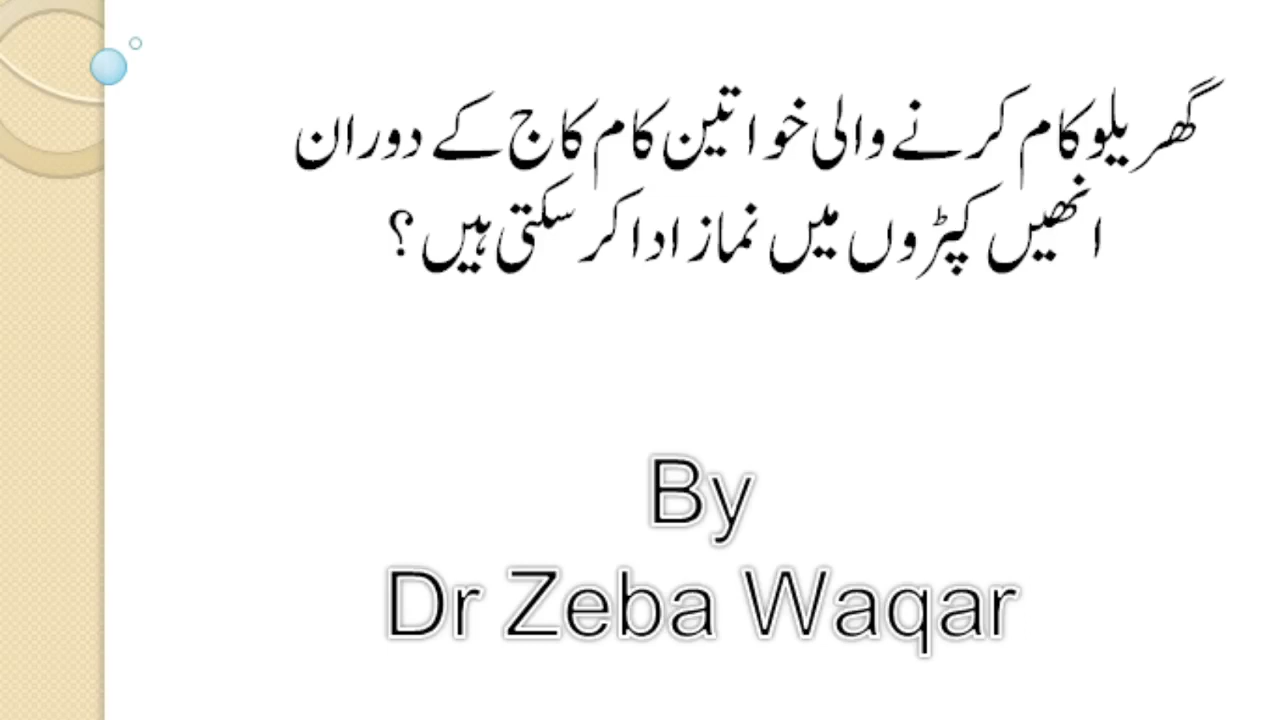 گھریلو کام کرنے والی خواتین کام کاج کے دوران
انھیں کپڑوں میں نماز ادا کر سکتی ہیں؟
By
Dr Zeba Waqar